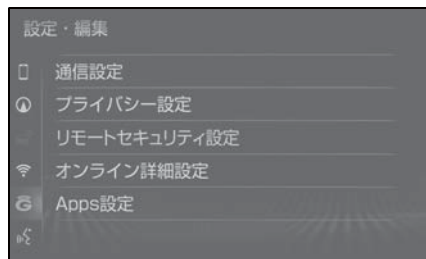 設定・編集
通信設定
プライバシー設定
リモートセキュリティ設定
オンライン詳細設定
Apps設定